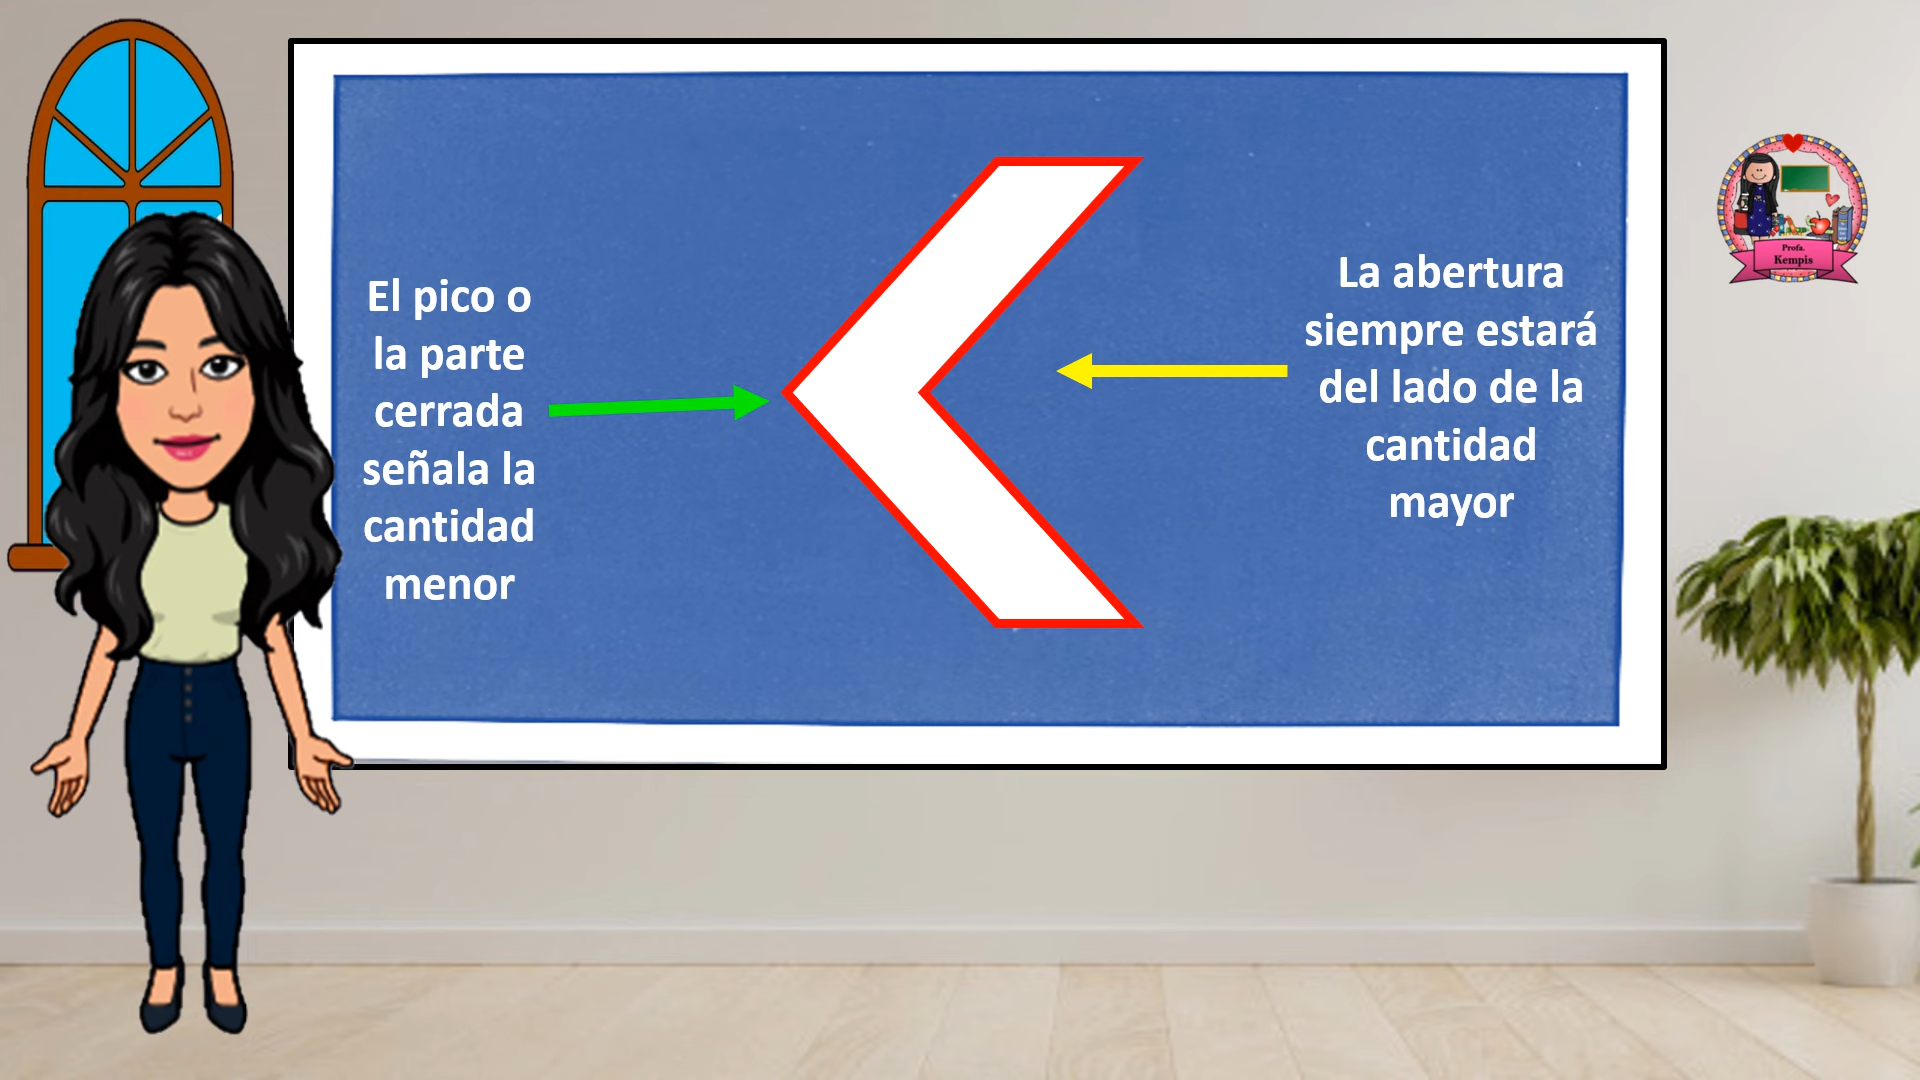 El pico o
la parte
cerrada
señala la
cantidad
menor
La abertura
siempre estará
del lado de la
cantidad
mayor
Profa.
Kempis